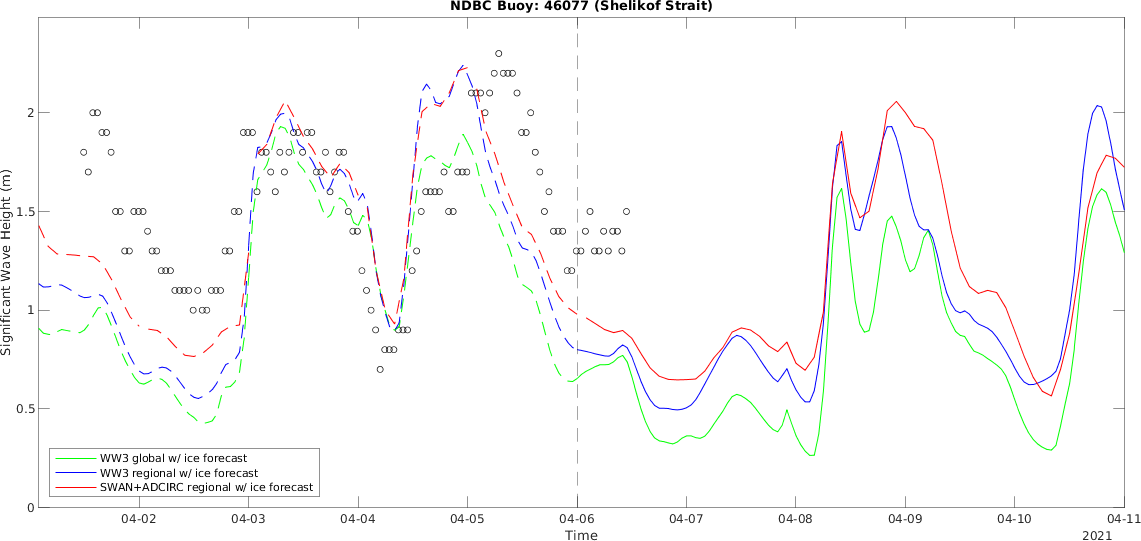 NDBC Buoy: 46077 (Shelikof Strait)
Significant Wave Height (m)
2
1.5
1
0.5
0
WW3 global w/ ice forecast
WW3 regional w/ ice forecast
SWAN+ADCIRC regional w/ ice forecast
04-02 04-03 04-04 04-05 04-06 04-07 04-08 04-09 04-10 04-11
Time
2021